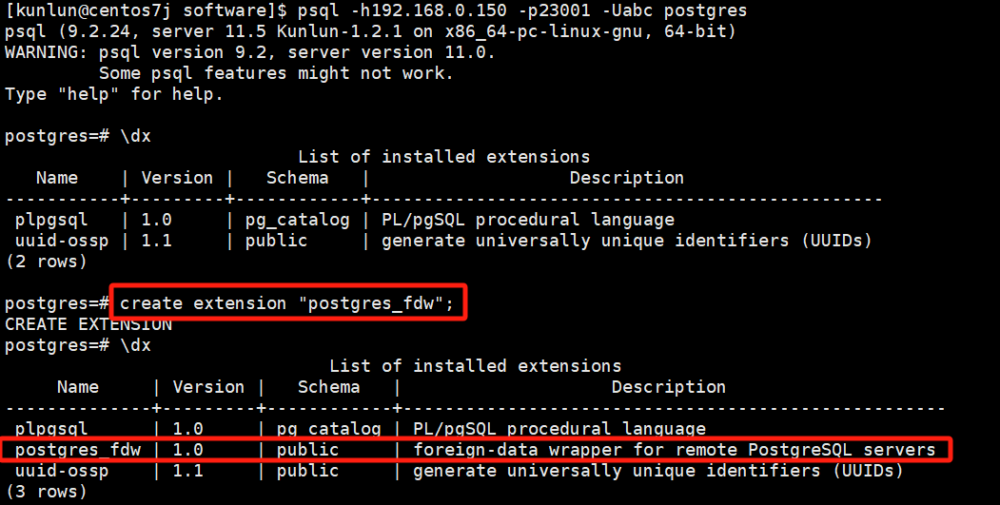 [kunlun@centos7j software]$ psql -h192.168.0.150 -p23001 -Uabc postgres
psql (9.2.24, server 11.5 Kunlun-1.2.1 on x86_64-pc-linux-gnu, 64-bit)
WARNING: psql version 9.2, server version 11.0.
         Some psql features might not work.
Type "help" for help.
postgres=# \dx
                            List of installed extensions
   Name    | Version |   Schema   |                   Description
-----------+---------+------------+-------------------------------------------------
 plpgsql   | 1.0     | pg_catalog | PL/pgSQL procedural language
 uuid-ossp | 1.1     | public     | generate universally unique identifiers (UUIDs)
(2 rows)
postgres=# create extension "postgres_fdw";
CREATE EXTENSION
postgres=# \dx
                               List of installed extensions
     Name     | Version |   Schema   |                    Description
--------------+---------+------------+----------------------------------------------------
 plpgsql      | 1.0     | pg_catalog | PL/pgSQL procedural language
 postgres_fdw | 1.0     | public     | foreign-data wrapper for remote PostgreSQL servers
 uuid-ossp    | 1.1     | public     | generate universally unique identifiers (UUIDs)
(3 rows)